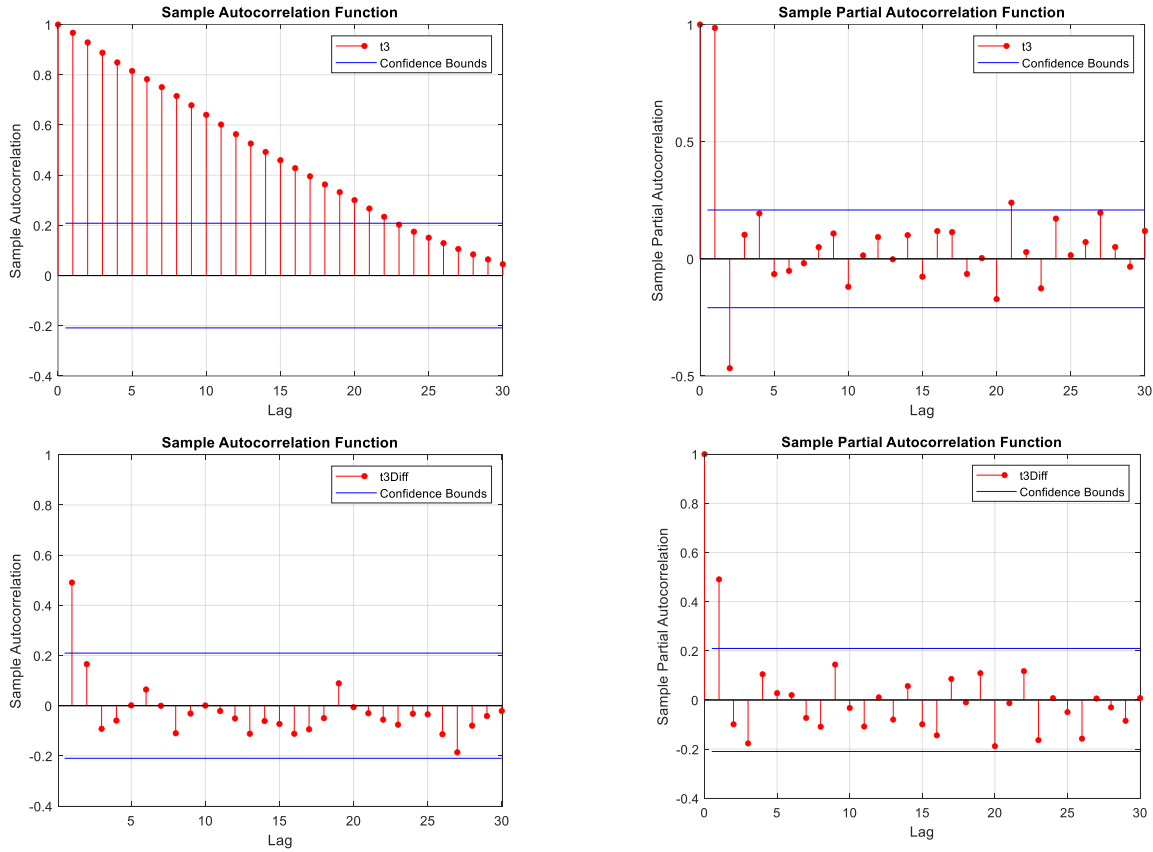 Sample Autocorrelation Function
t3
Confidence Bounds
Sample Autocorrelation
1
0.8
0.6
0.4
0.2
0
-0.2
-0.4
0
5
10
15
20
25
30
Lag
Sample Partial Autocorrelation Function
t3
Confidence Bounds
Sample Partial Autocorrelation
1
0.5
0
-0.5
0
5
10
15
20
25
30
Lag
Sample Autocorrelation Function
t3Diff
Confidence Bounds
Sample Autocorrelation
1
0.8
0.6
0.4
0.2
0
-0.2
-0.4
5
10
15
20
25
30
Lag
Sample Partial Autocorrelation Function
t3Diff
Confidence Bounds
Sample Partial Autocorrelation
1
0.8
0.6
0.4
0.2
0
-0.2
-0.4
0
5
10
15
20
25
30
Lag